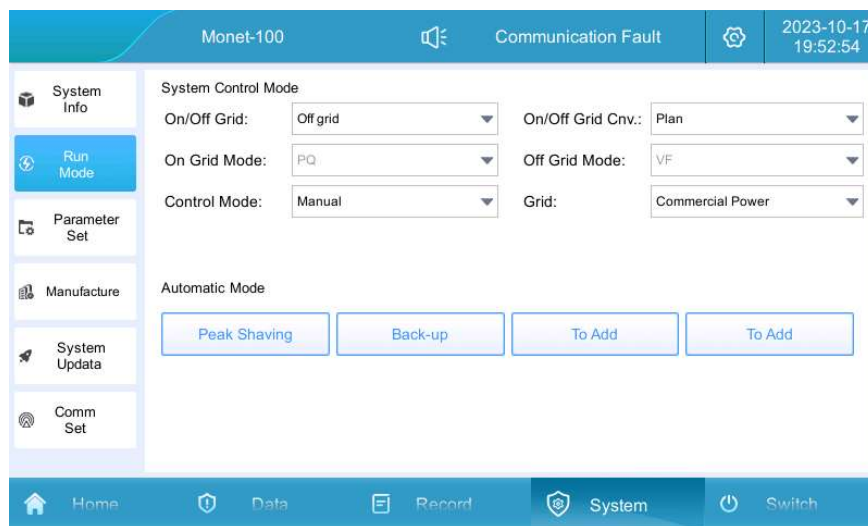 Monet-100
Communication Fault
2023-10-17
19:52:54
System
Info
Run
Mode
Parameter
Set
Manufacture
System
Updata
Comm
Set
System Control Mode
On/Off Grid: Off grid On/Off Grid Cnv.: Plan
On Grid Mode: PQ Off Grid Mode: VF
Control Mode: Manual Grid: Commercial Power
Automatic Mode
Peak Shaving Back-up To Add To Add
Home Data Record System Switch